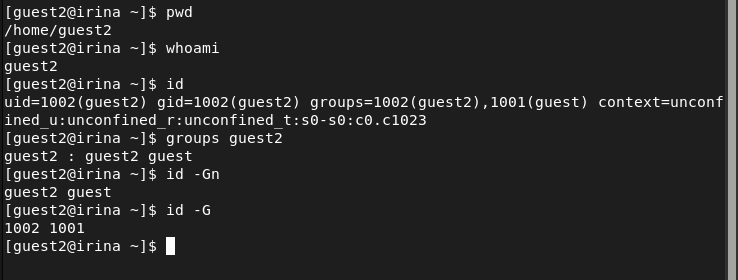 [guest2@irina ~]$ pwd
/home/guest2
[guest2@irina ~]$ whoami
guest2
[guest2@irina ~]$ id
uid=1002(guest2) gid=1002(guest2) groups=1002(guest2),1001(guest) context=unconf
ined_u:unconfined_r:unconfined_t:s0-s0:c0.c1023
[guest2@irina ~]$ groups guest2
guest2 : guest2 guest
[guest2@irina ~]$ id -Gn
guest2 guest
[guest2@irina ~]$ id -G
1002 1001
[guest2@irina ~]$